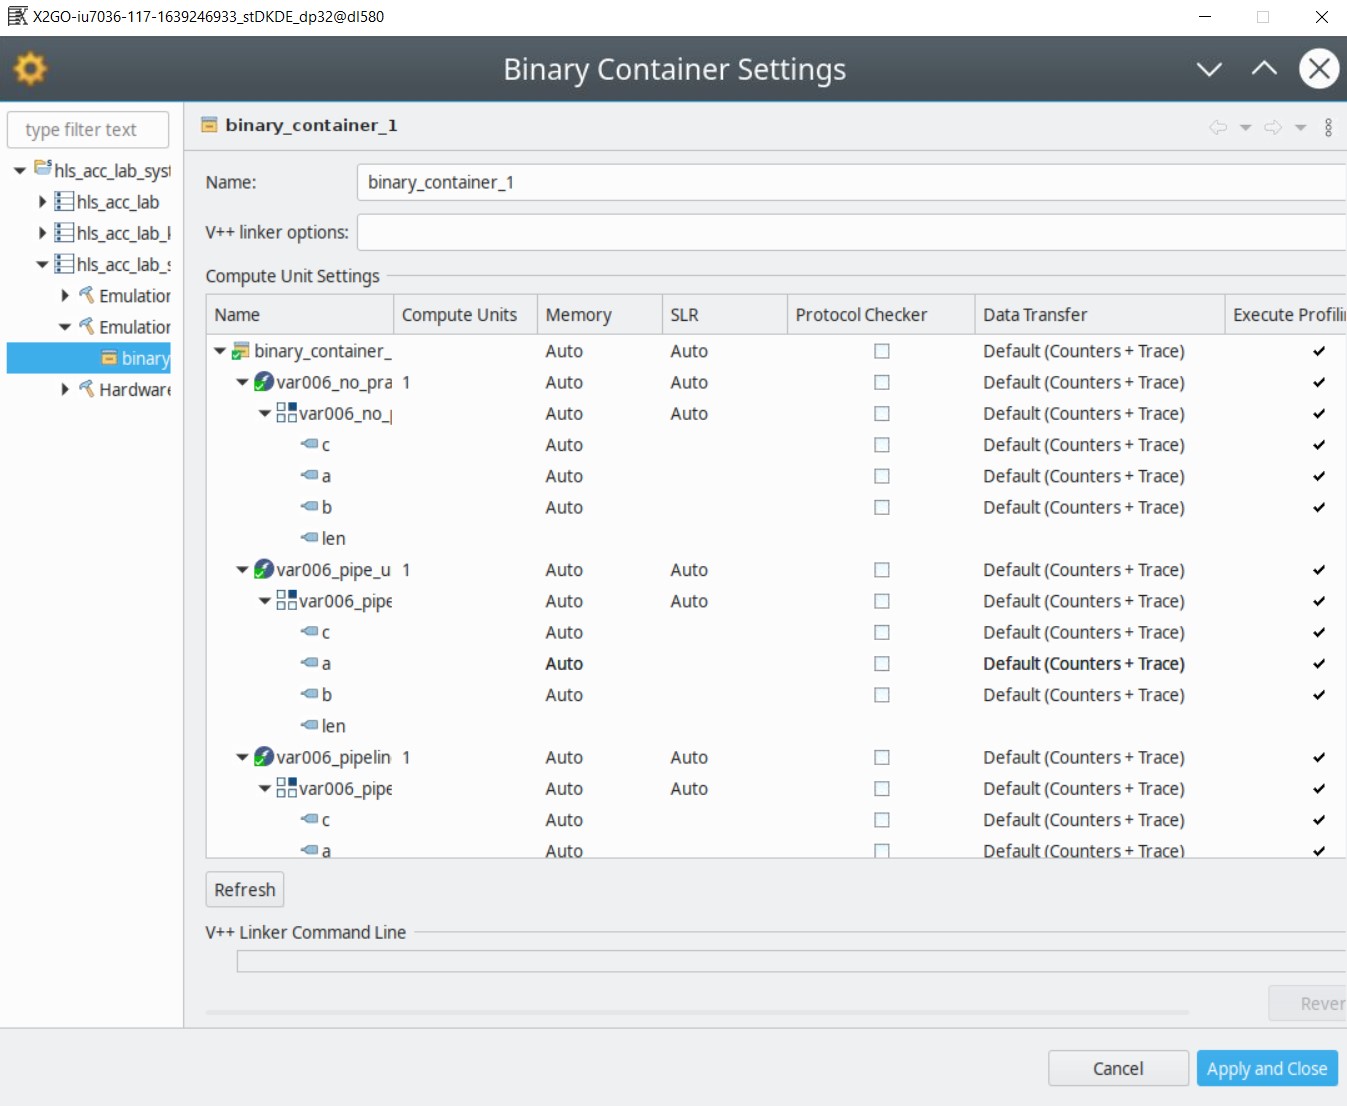 X2GO-iu7036-117-1639246933_stDKDE_dp32@dl580
Binary Container Settings
type filter text
hls_acc_lab_syst
hls_acc_lab
hls_acc_lab_k
hls_acc_lab_s
Emulation
Emulation
binary
Hardware
binary_container_1
Name: binary_container_1
V++ linker options:
Compute Unit Settings
Name Compute Units Memory SLR Protocol Checker Data Transfer Execute Profilin
binary_container_ Auto Auto Default (Counters + Trace)
var006_no_pra 1 Auto Auto Default (Counters + Trace)
var006_no_p Auto Auto Default (Counters + Trace)
c Auto Default (Counters + Trace)
a Auto Default (Counters + Trace)
b Auto Default (Counters + Trace)
len
var006_pipe_u 1 Auto Auto Default (Counters + Trace)
var006_pipe Auto Auto Default (Counters + Trace)
c Auto Default (Counters + Trace)
a Auto Default (Counters + Trace)
b Auto Default (Counters + Trace)
len
var006_pipelin 1 Auto Auto Default (Counters + Trace)
var006_pipe Auto Auto Default (Counters + Trace)
c Auto Default (Counters + Trace)
a Auto Default (Counters + Trace)
Refresh
V++ Linker Command Line
Rever
Cancel
Apply and Close